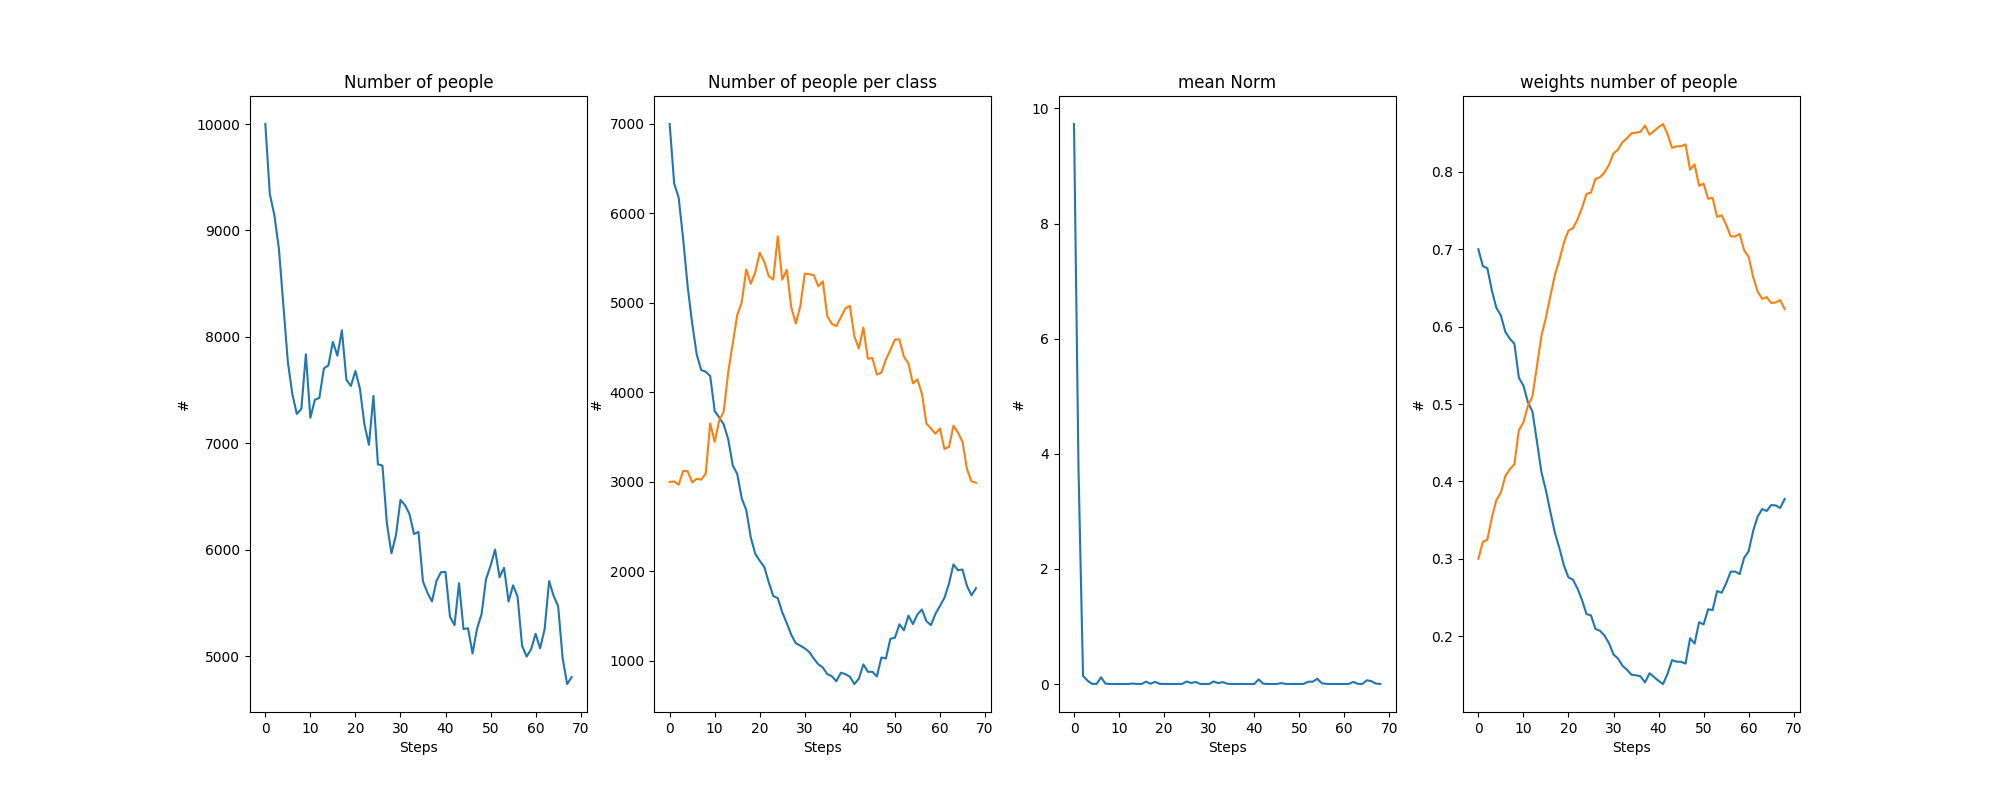 Number of people
10000
9000
8000
7000
6000
5000
#
0 10 20 30 40 50 60 70
Steps
Number of people per class
7000
6000
5000
4000
3000
2000
1000
#
0 10 20 30 40 50 60 70
Steps
mean Norm
10
8
6
4
2
0
#
0 10 20 30 40 50 60 70
Steps
weights number of people
0.8
0.7
0.6
0.5
0.4
0.3
0.2
#
0 10 20 30 40 50 60 70
Steps